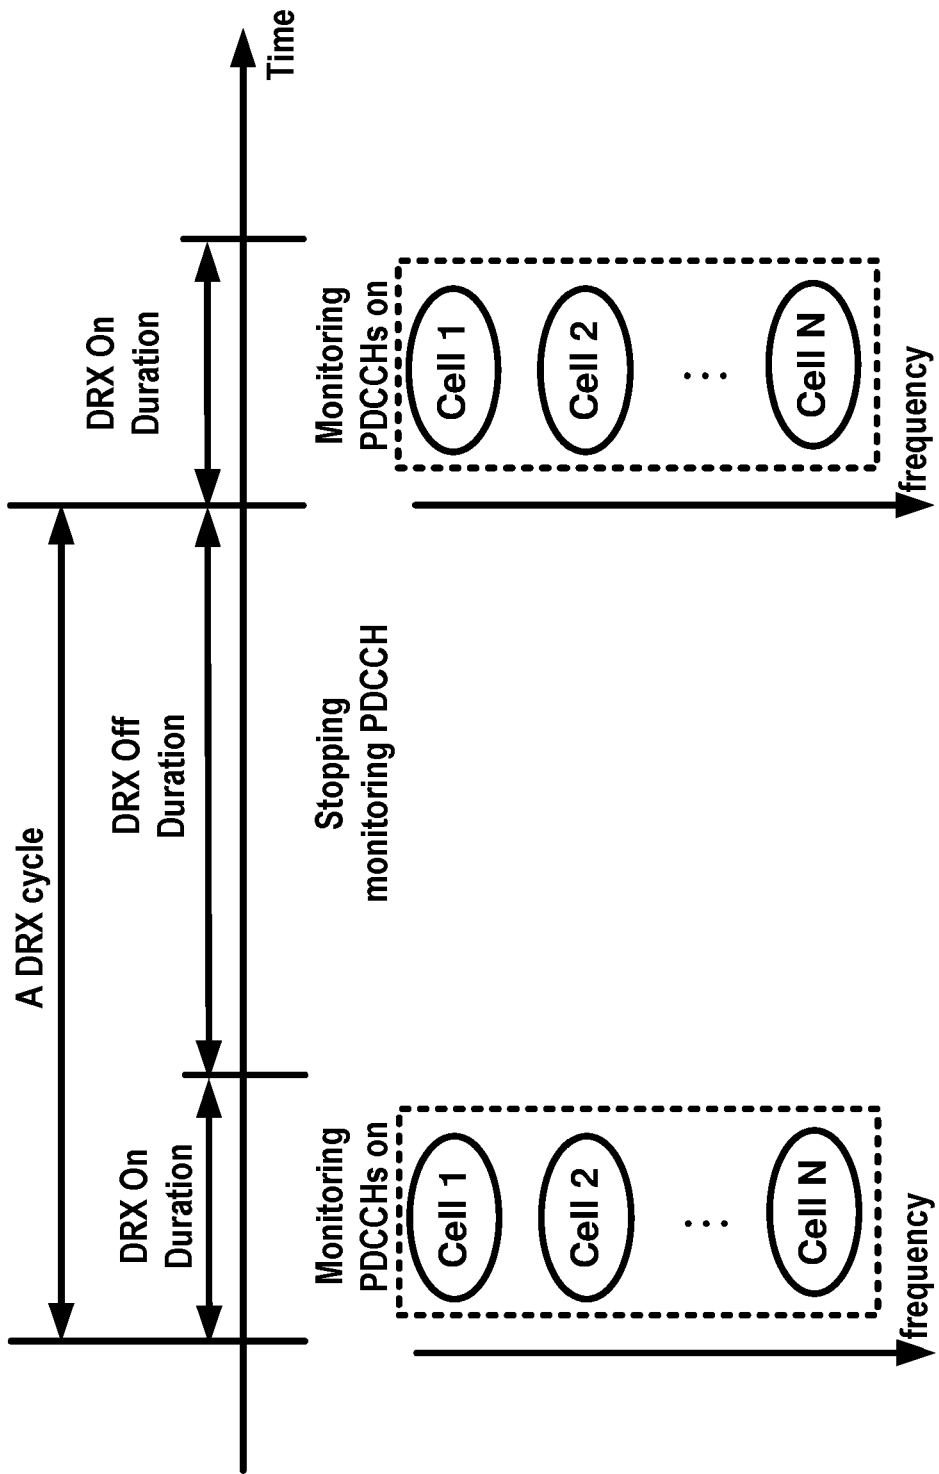 A DRX cycle
DRX On
Duration
DRX Off
Duration
DRX On
Duration
Time
Monitoring
PDCCHs on
Stopping
monitoring PDCCH
Monitoring
PDCCHs on
Cell 1
Cell 2
...
Cell N
frequency
Cell 1
Cell 2
...
Cell N
frequency